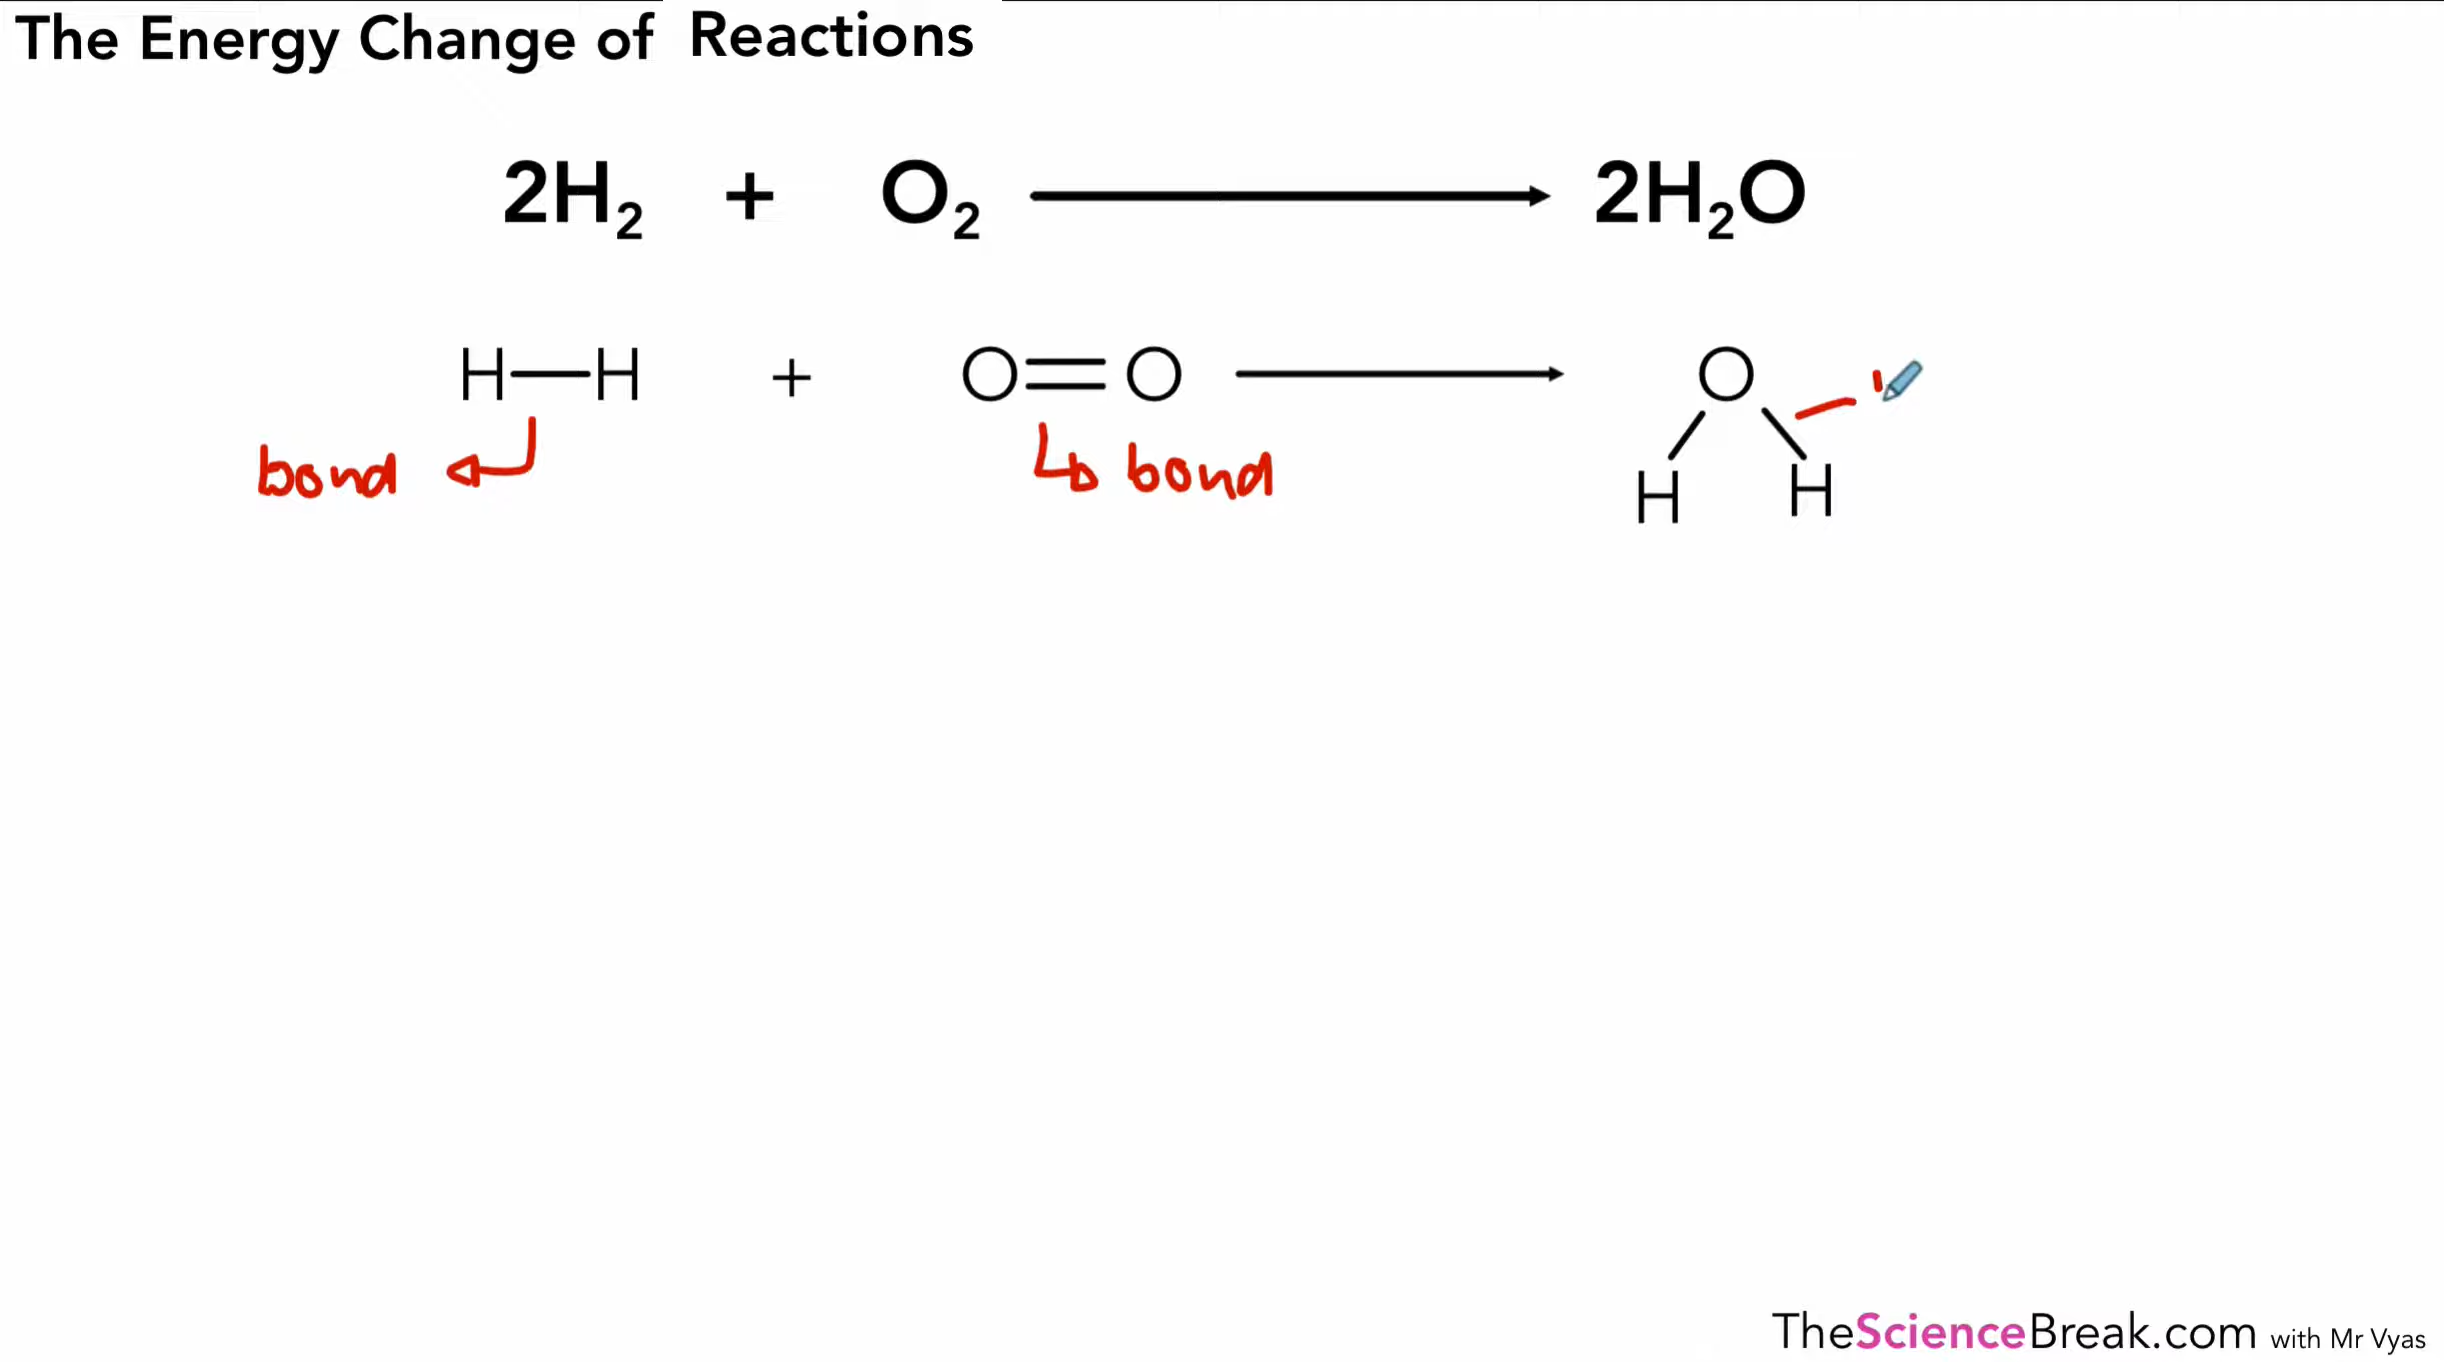 The Energy Change of Reactions
2H₂ + O₂ → 2H₂O
H—H + O=O → O
bond bond
H H
TheScienceBreak.com with Mr Vyas